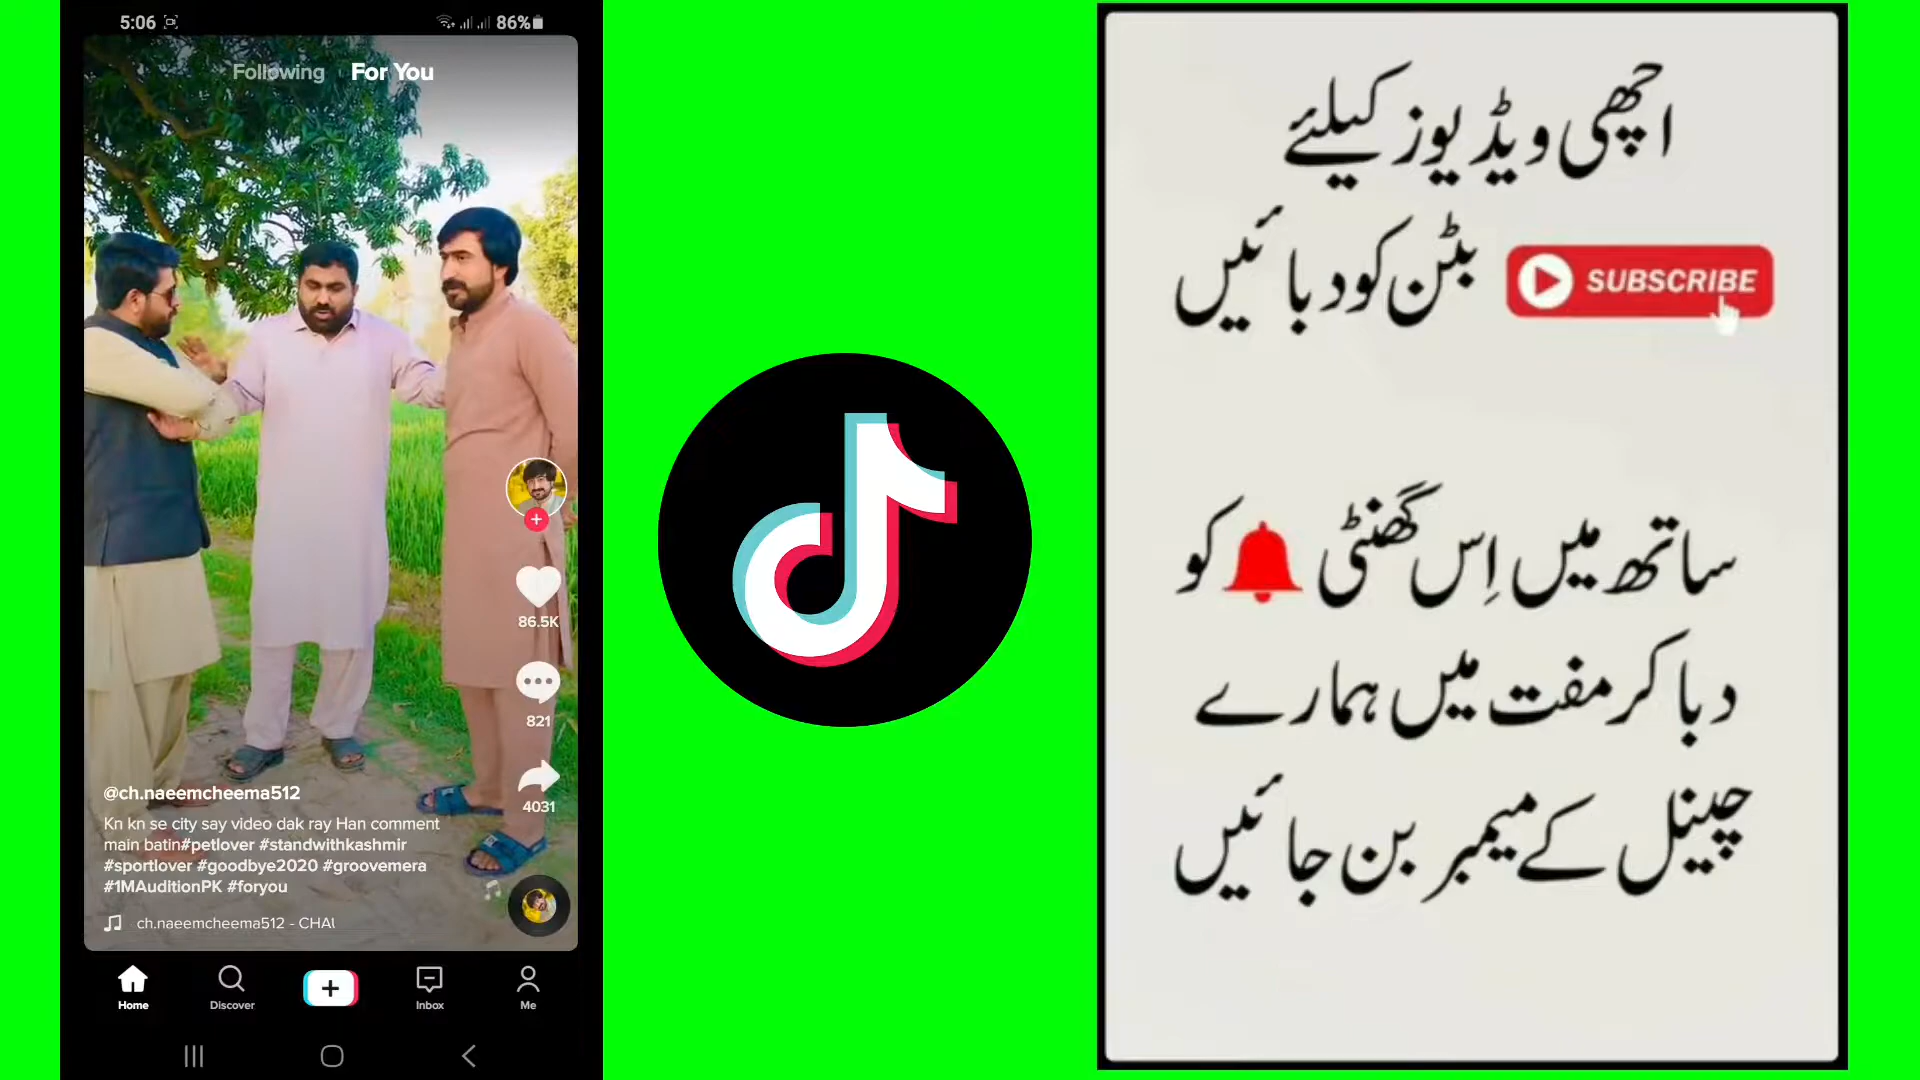 5:06
86%
Following
For You
86.5K
821
4031
@ch.naeemcheema512
Kn kn se city say video dak ray Han comment
main batin#petlover #standwithkashmir
#sportlover #goodbye2020 #groovemera
#1MAuditionPK #foryou
ch.naeemcheema512 - CHAU
Home
Discover
Inbox
Me
اچھی ویڈیوز کیلئے
SUBSCRIBE بٹن کو دبائیں
ساتھ میں اِس گھنٹی کو
دبا کر مفت میں ہمارے
چینل کے میمبر بن جائیں